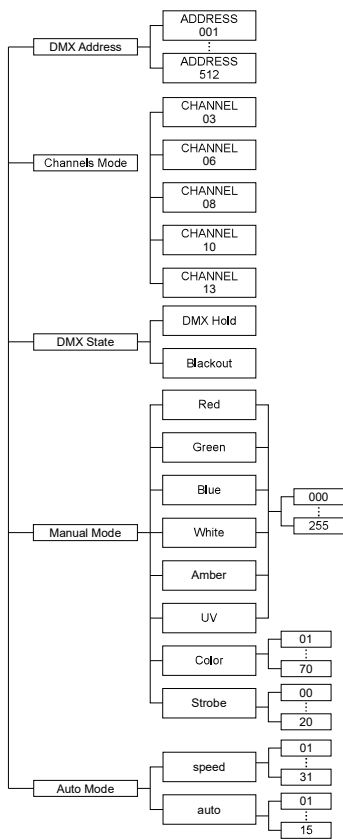 DMX Address
ADDRESS
001
ADDRESS
512
Channels Mode
CHANNEL
03
CHANNEL
06
CHANNEL
08
CHANNEL
10
CHANNEL
13
DMX State
DMX Hold
Blackout
Manual Mode
Red
Green
Blue
White
Amber
UV
000
255
Color
01
70
Strobe
00
20
Auto Mode
speed
01
31
auto
01
15